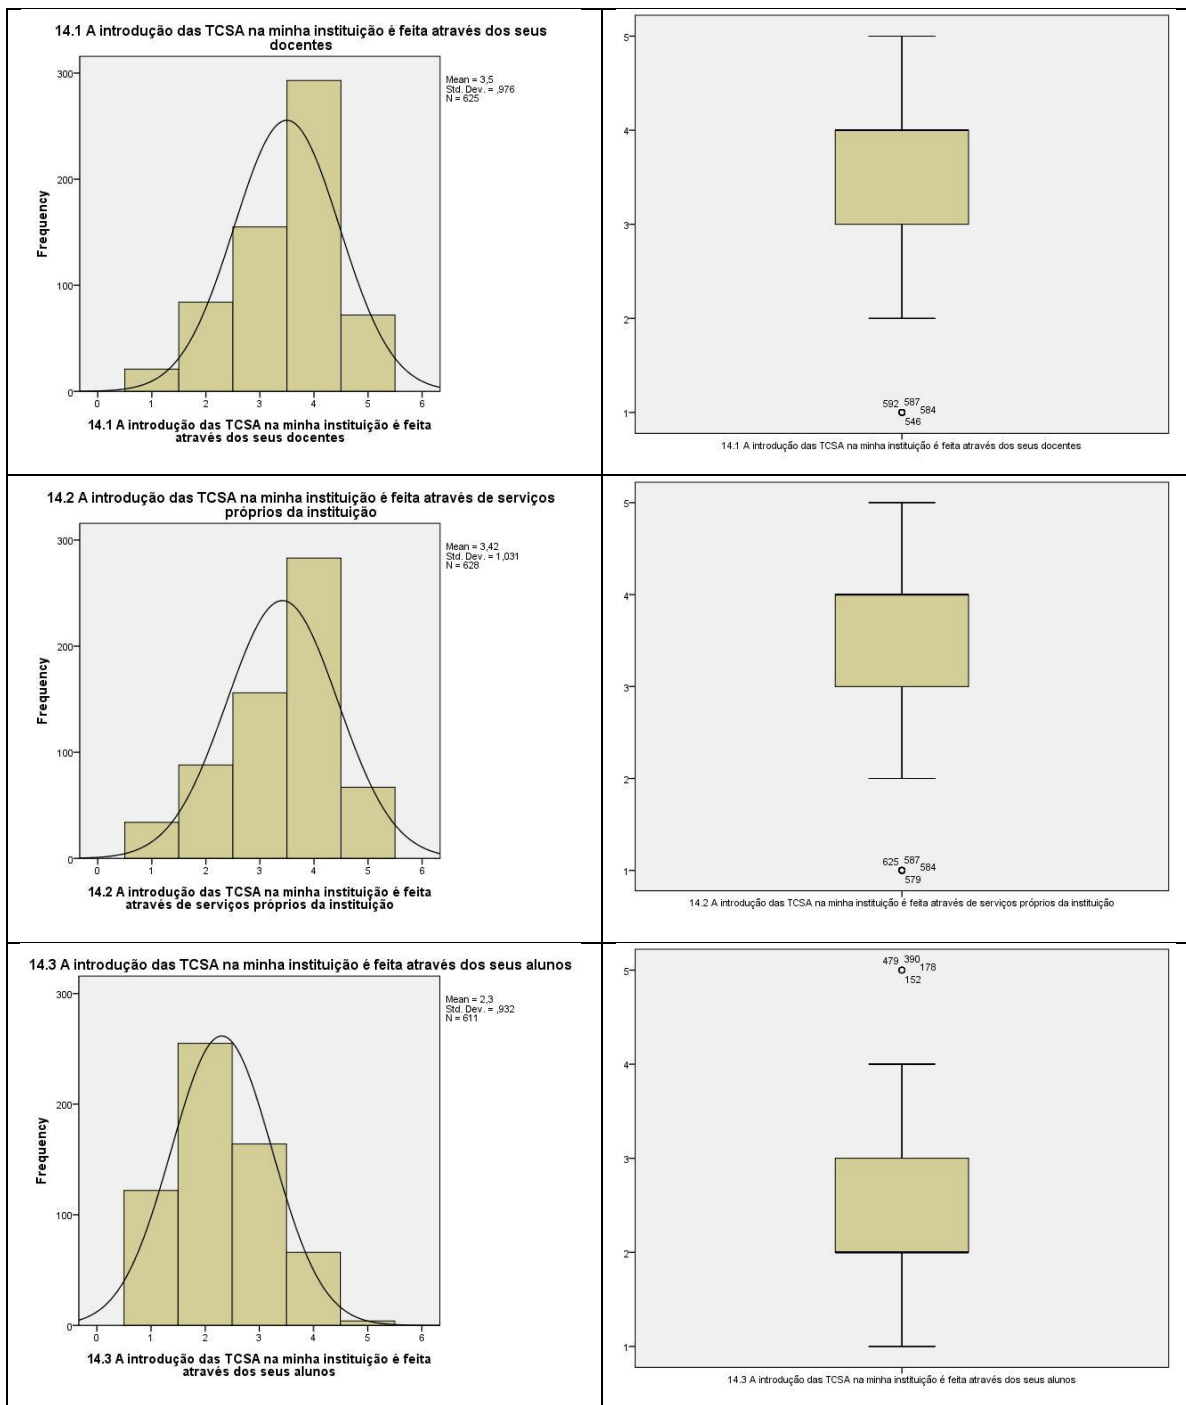 14.1 A introdução das TCSA na minha instituição é feita através dos seus
docentes
Mean = 3,5
Std. Dev. = ,976
N = 625
Frequency
300
200
100
0
0 1 2 3 4 5 6
14.1 A introdução das TCSA na minha instituição é feita
através dos seus docentes
5
4
3
2
1
592 587 584
546
14.1 A introdução das TCSA na minha instituição é feita através dos seus docentes
14.2 A introdução das TCSA na minha instituição é feita através de serviços
próprios da instituição
Mean = 3,42
Std. Dev. = 1,031
N = 628
Frequency
300
200
100
0
0 1 2 3 4 5 6
14.2 A introdução das TCSA na minha instituição é feita
através de serviços próprios da instituição
5
4
3
2
1
625 587 584
579
14.2 A introdução das TCSA na minha instituição é feita através de serviços próprios da instituição
14.3 A introdução das TCSA na minha instituição é feita através dos seus alunos
Mean = 2,3
Std. Dev. = ,932
N = 611
Frequency
300
200
100
0
0 1 2 3 4 5 6
14.3 A introdução das TCSA na minha instituição é feita
através dos seus alunos
479 390 178
152
5
4
3
2
1
14.3 A introdução das TCSA na minha instituição é feita através dos seus alunos